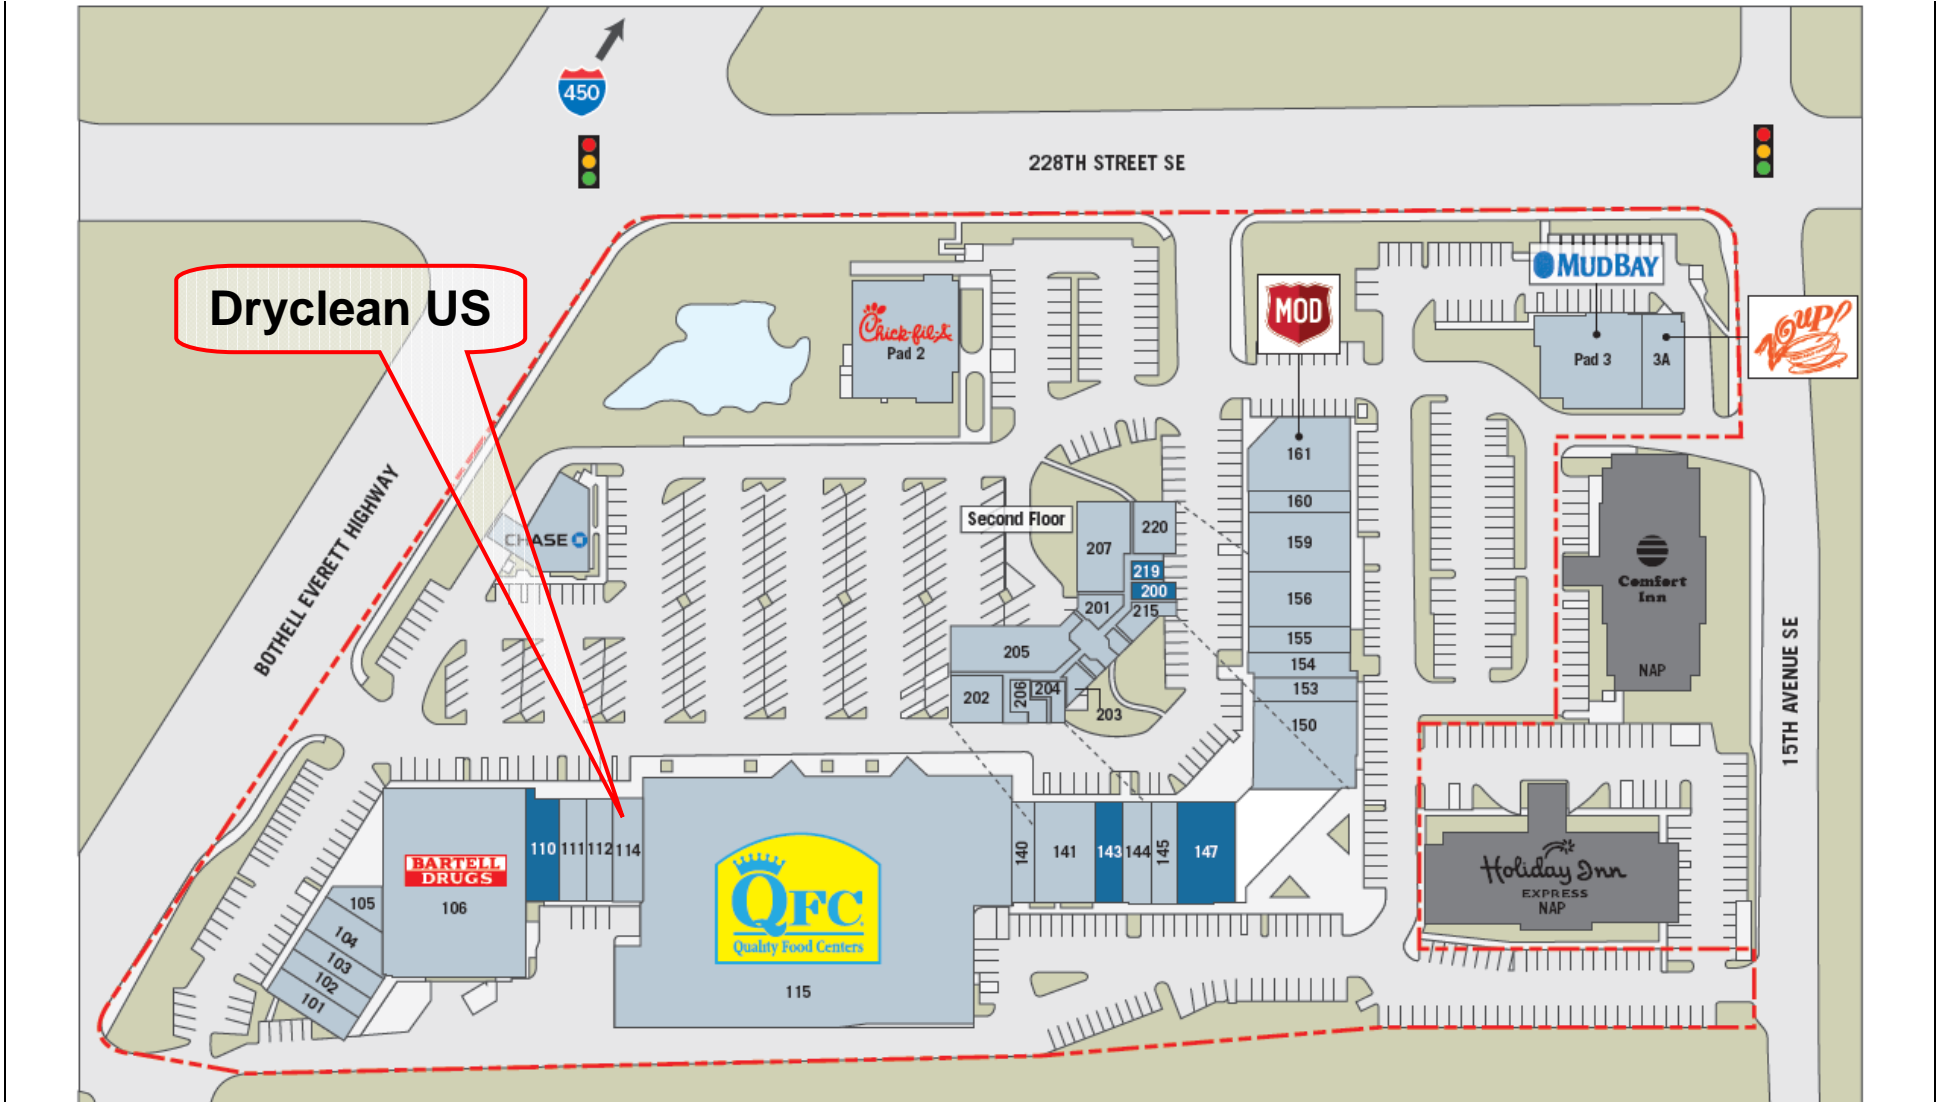 450
228TH STREET SE
MUDBAY
Dryclean US
MOD
Chick-fil-A
Pad 2
Pad 3
3A
ZOUP!
161
160
BOTHELL EVERETT HIGHWAY
CHASE
Second Floor
220
207
159
219
200
Comfort
Inn
NAP
201
215
156
155
205
154
153
202
206
204
203
150
15TH AVENUE SE
110
111
112
114
140
141
143
144
145
147
BARTELL
DRUGS
106
QFC
Quality Food Centers
115
Holiday Inn
EXPRESS
NAP
105
104
103
102
101